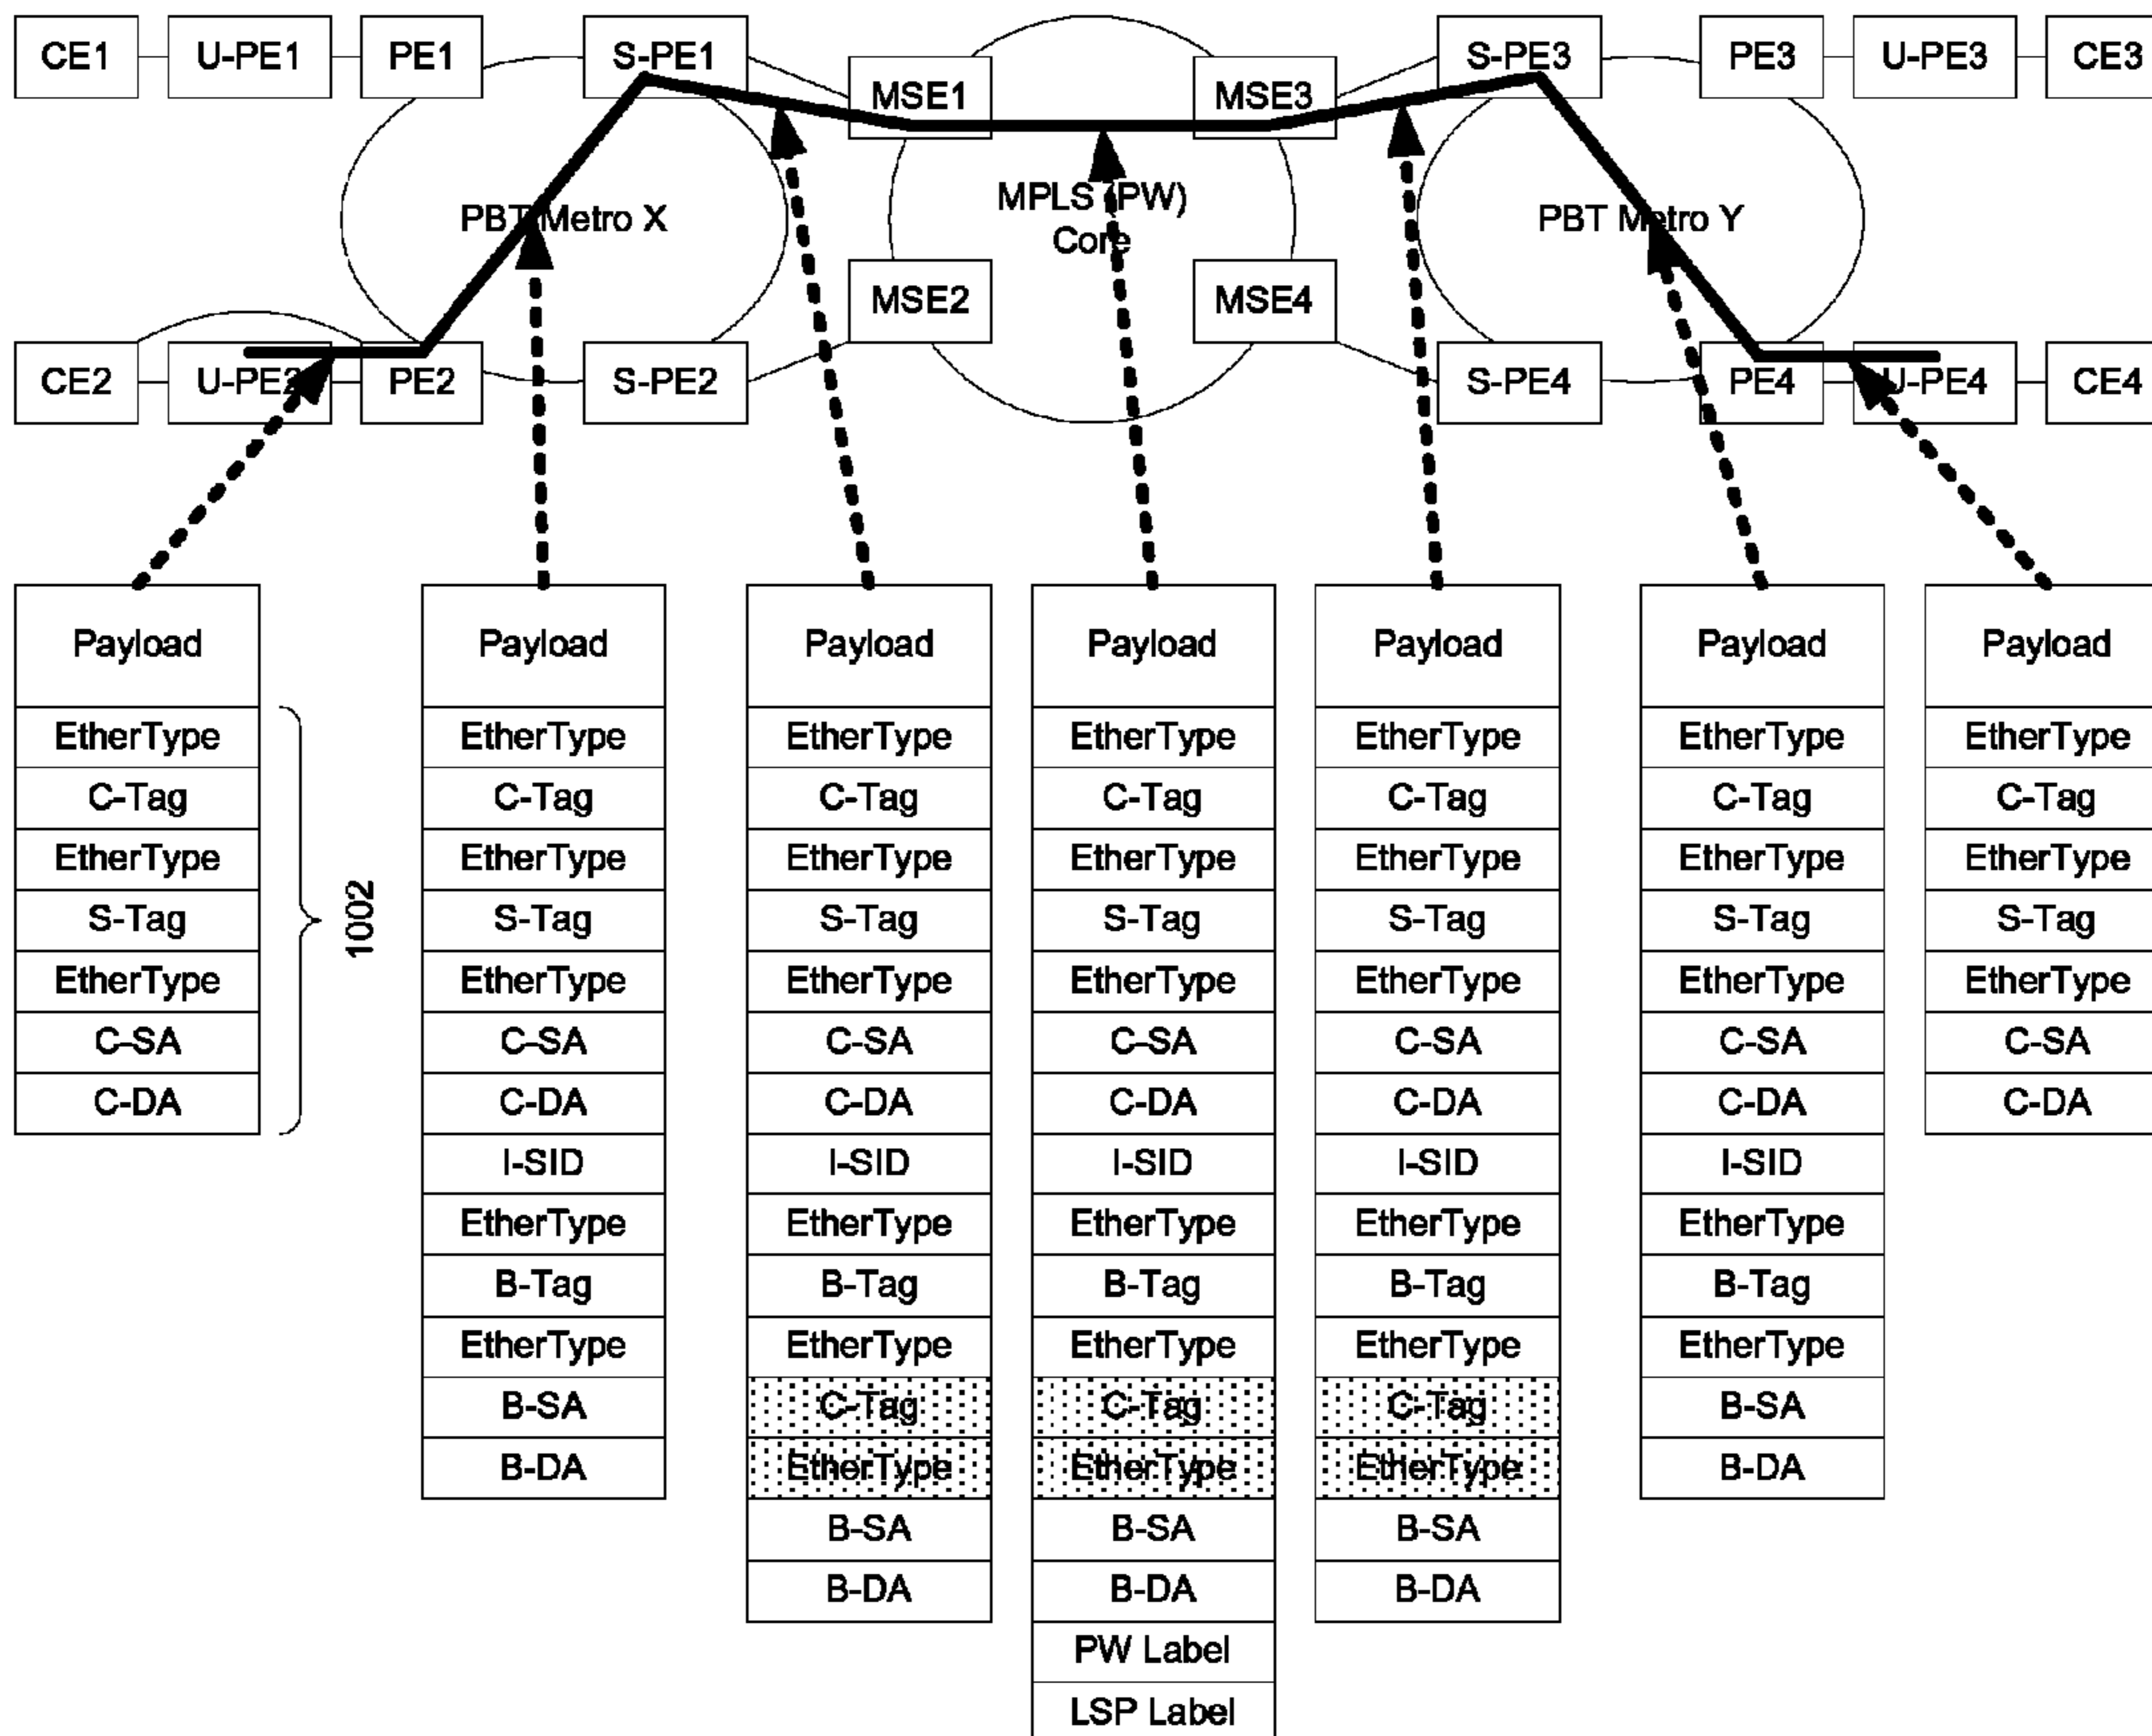 CE1
U-PE1
PE1
S-PE1
MSE1
MSE3
S-PE3
PE3
U-PE3
CE3
PBT Metro X
MPLS (PW)
Core
PBT Metro Y
MSE2
MSE4
CE2
U-PE2
PE2
S-PE2
S-PE4
PE4
U-PE4
CE4
Payload
EtherType
C-Tag
EtherType
S-Tag
EtherType
C-SA
C-DA
1002
Payload
EtherType
C-Tag
EtherType
S-Tag
EtherType
C-SA
C-DA
I-SID
EtherType
B-Tag
EtherType
B-SA
B-DA
Payload
EtherType
C-Tag
EtherType
S-Tag
EtherType
C-SA
C-DA
I-SID
EtherType
B-Tag
EtherType
C-Tag
EtherType
B-SA
B-DA
Payload
EtherType
C-Tag
EtherType
S-Tag
EtherType
C-SA
C-DA
I-SID
EtherType
B-Tag
EtherType
C-Tag
EtherType
B-SA
B-DA
PW Label
LSP Label
Payload
EtherType
C-Tag
EtherType
S-Tag
EtherType
C-SA
C-DA
I-SID
EtherType
B-Tag
EtherType
C-Tag
EtherType
B-SA
B-DA
Payload
EtherType
C-Tag
EtherType
S-Tag
EtherType
C-SA
C-DA
I-SID
EtherType
B-Tag
EtherType
B-SA
B-DA
Payload
EtherType
C-Tag
EtherType
S-Tag
EtherType
C-SA
C-DA